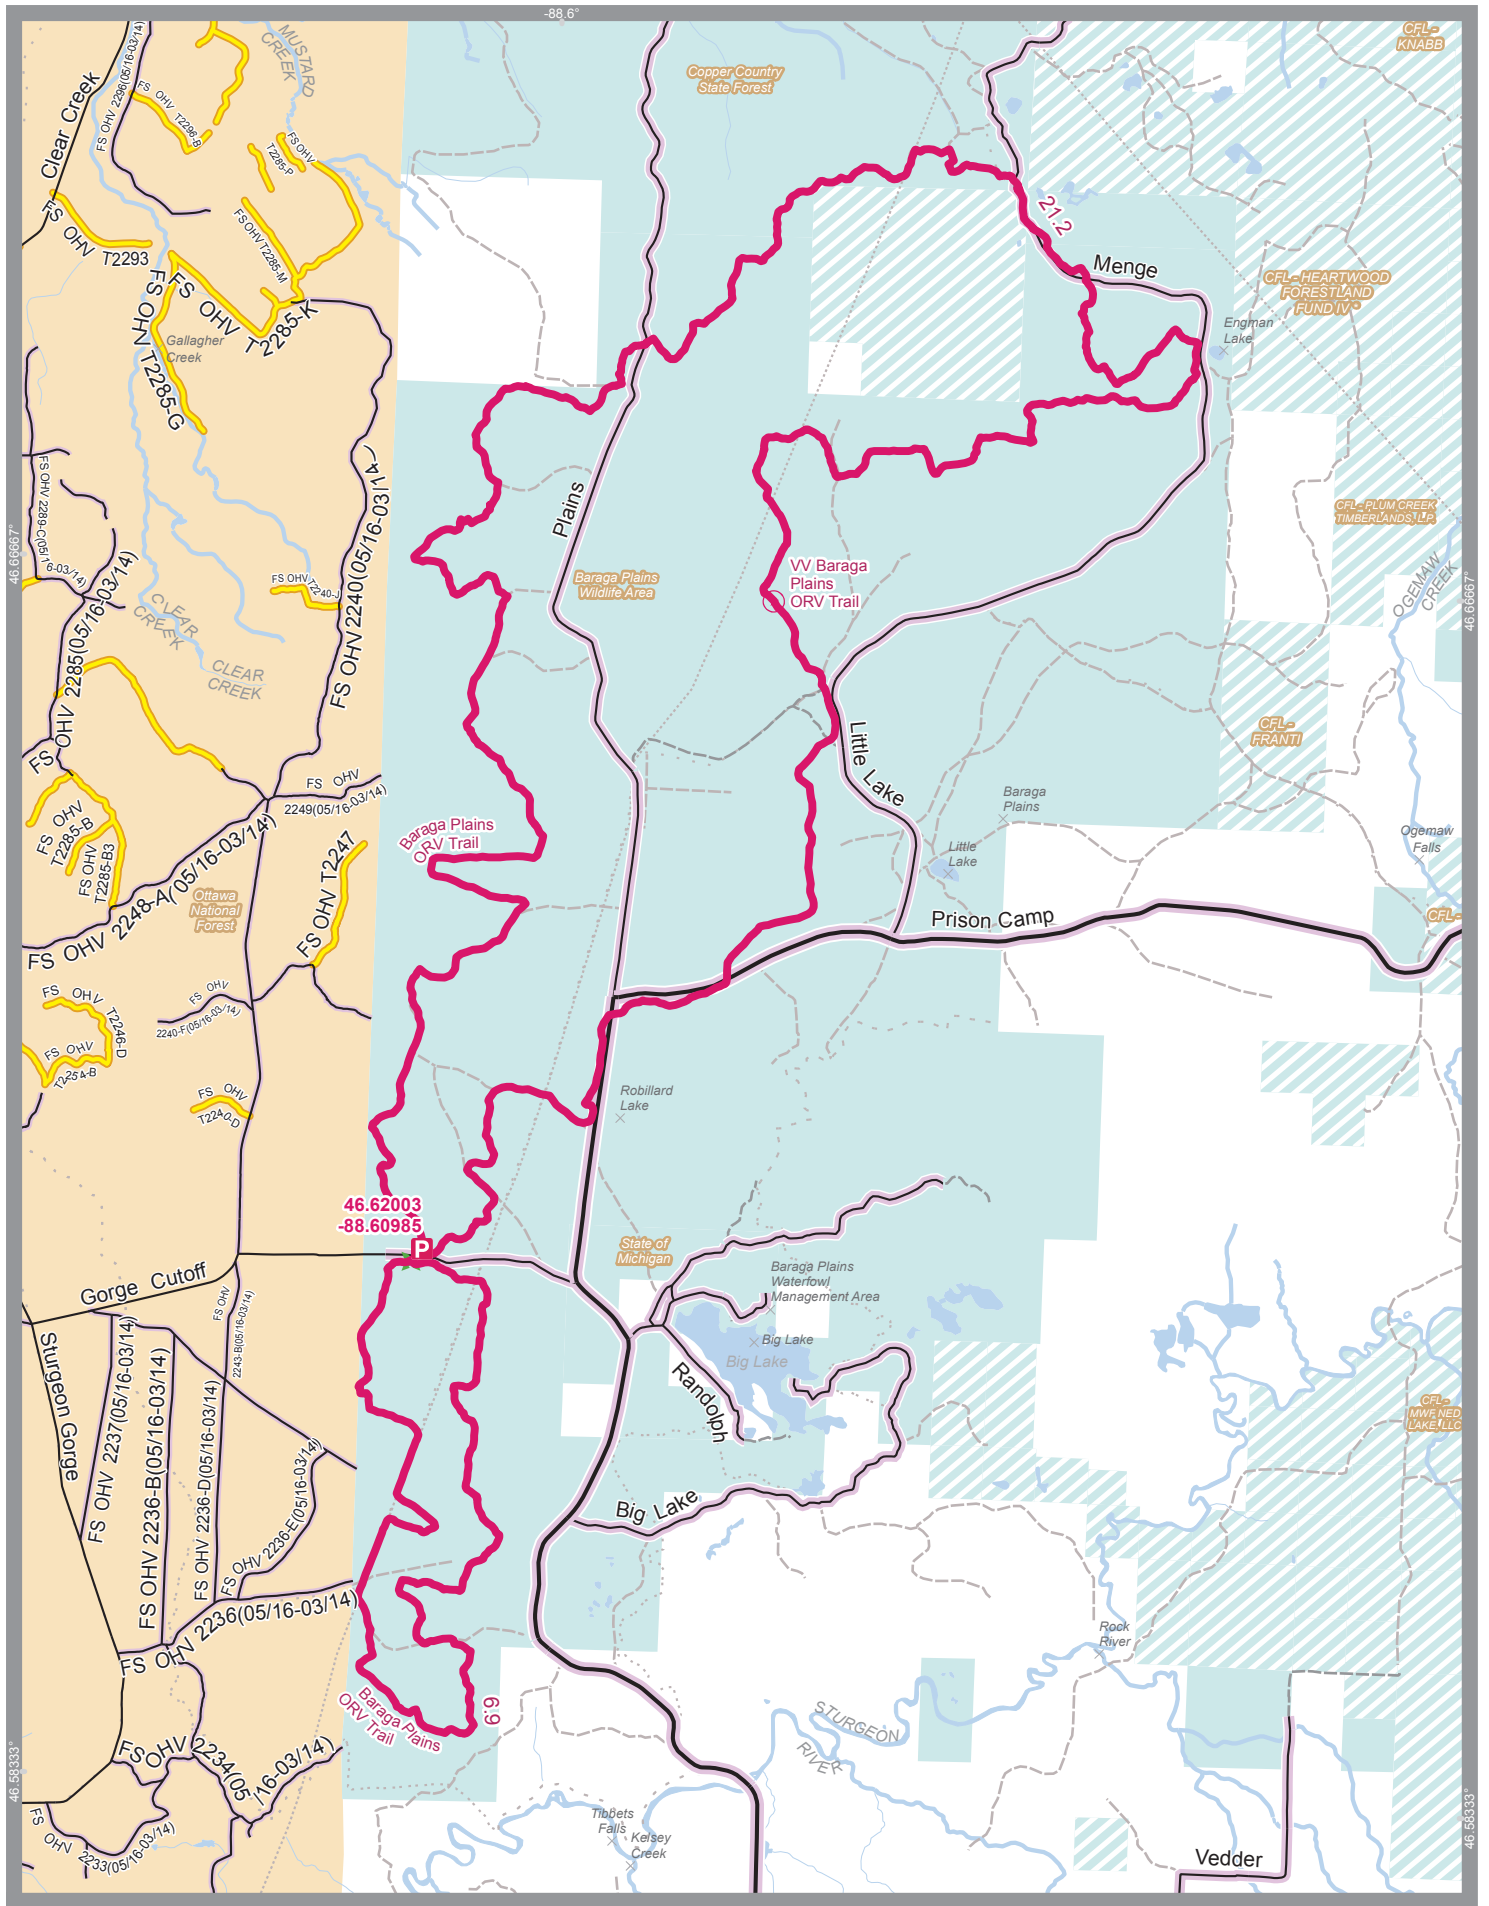 -88.6°
CFL -
KNABB
MUSTARD
CREEK
Copper Country
State Forest
Clear Creek
FS OHV 2296(05/16-03/14)
FS OHV T2296-B
FS OHV
T2285-P
FS OHV T2293
FS OHV T2285-M
FS OHV T2285-K
FS OHV T2285-G
Gallagher
Creek
21.2
Menge
CFL - HEARTWOOD
FORESTLAND
FUND IV -
Engman
Lake
FS OHV 2289-C(05/16-03/14)
FS OHV 2240(05/16-03/14)
Plains
CFL - PLUM CREEK
TIMBERLANDS, L.P.
46.66667°
46.66667°
OGEMAW
CREEK
VV Baraga
Plains
ORV Trail
Baraga Plains
Wildlife Area
FS OHV T2240-J
CLEAR
CREEK
CLEAR
CREEK
FS OHV 2285(05/16-03/14)
CFL -
FRANTI
Little Lake
FS OHV
2249(05/16-03/14)
Baraga
Plains
FS OHV
T2285-B
FS OHV
T2285-B3
Baraga Plains
ORV Trail
FS OHV T2247
Little
Lake
Ogemaw
Falls
FS OHV 2248-A(05/16-03/14)
Ottawa
National
Forest
Prison Camp
CFL -
FS OHV T2246-D
FS OHV
2240-F(05/16-03/14)
FS OHV
T2254-B
FS OHV
T2240-D
Robillard
Lake
46.62003
-88.60985
P
State of
Michigan
Baraga Plains
Waterfowl
Management Area
Gorge Cutoff
FS OHV
2243-B(05/16-03/14)
Big Lake
Big Lake
Randolph
Sturgeon Gorge
FS OHV 2237(05/16-03/14)
FS OHV 2236-B(05/16-03/14)
FS OHV 2236-D(05/16-03/14)
FS OHV 2236-E(05/16-03/14)
CFL -
MWF NED
LAKE, LLC
Big Lake
FS OHV 2236(05/16-03/14)
Rock
River
Baraga Plains
ORV Trail
6.9
STURGEON
RIVER
FS OHV 2234(05/16-03/14)
46.58333°
46.58333°
FS OHV 2233(05/16-03/14)
Tibbets
Falls
Kelsey
Creek
Vedder